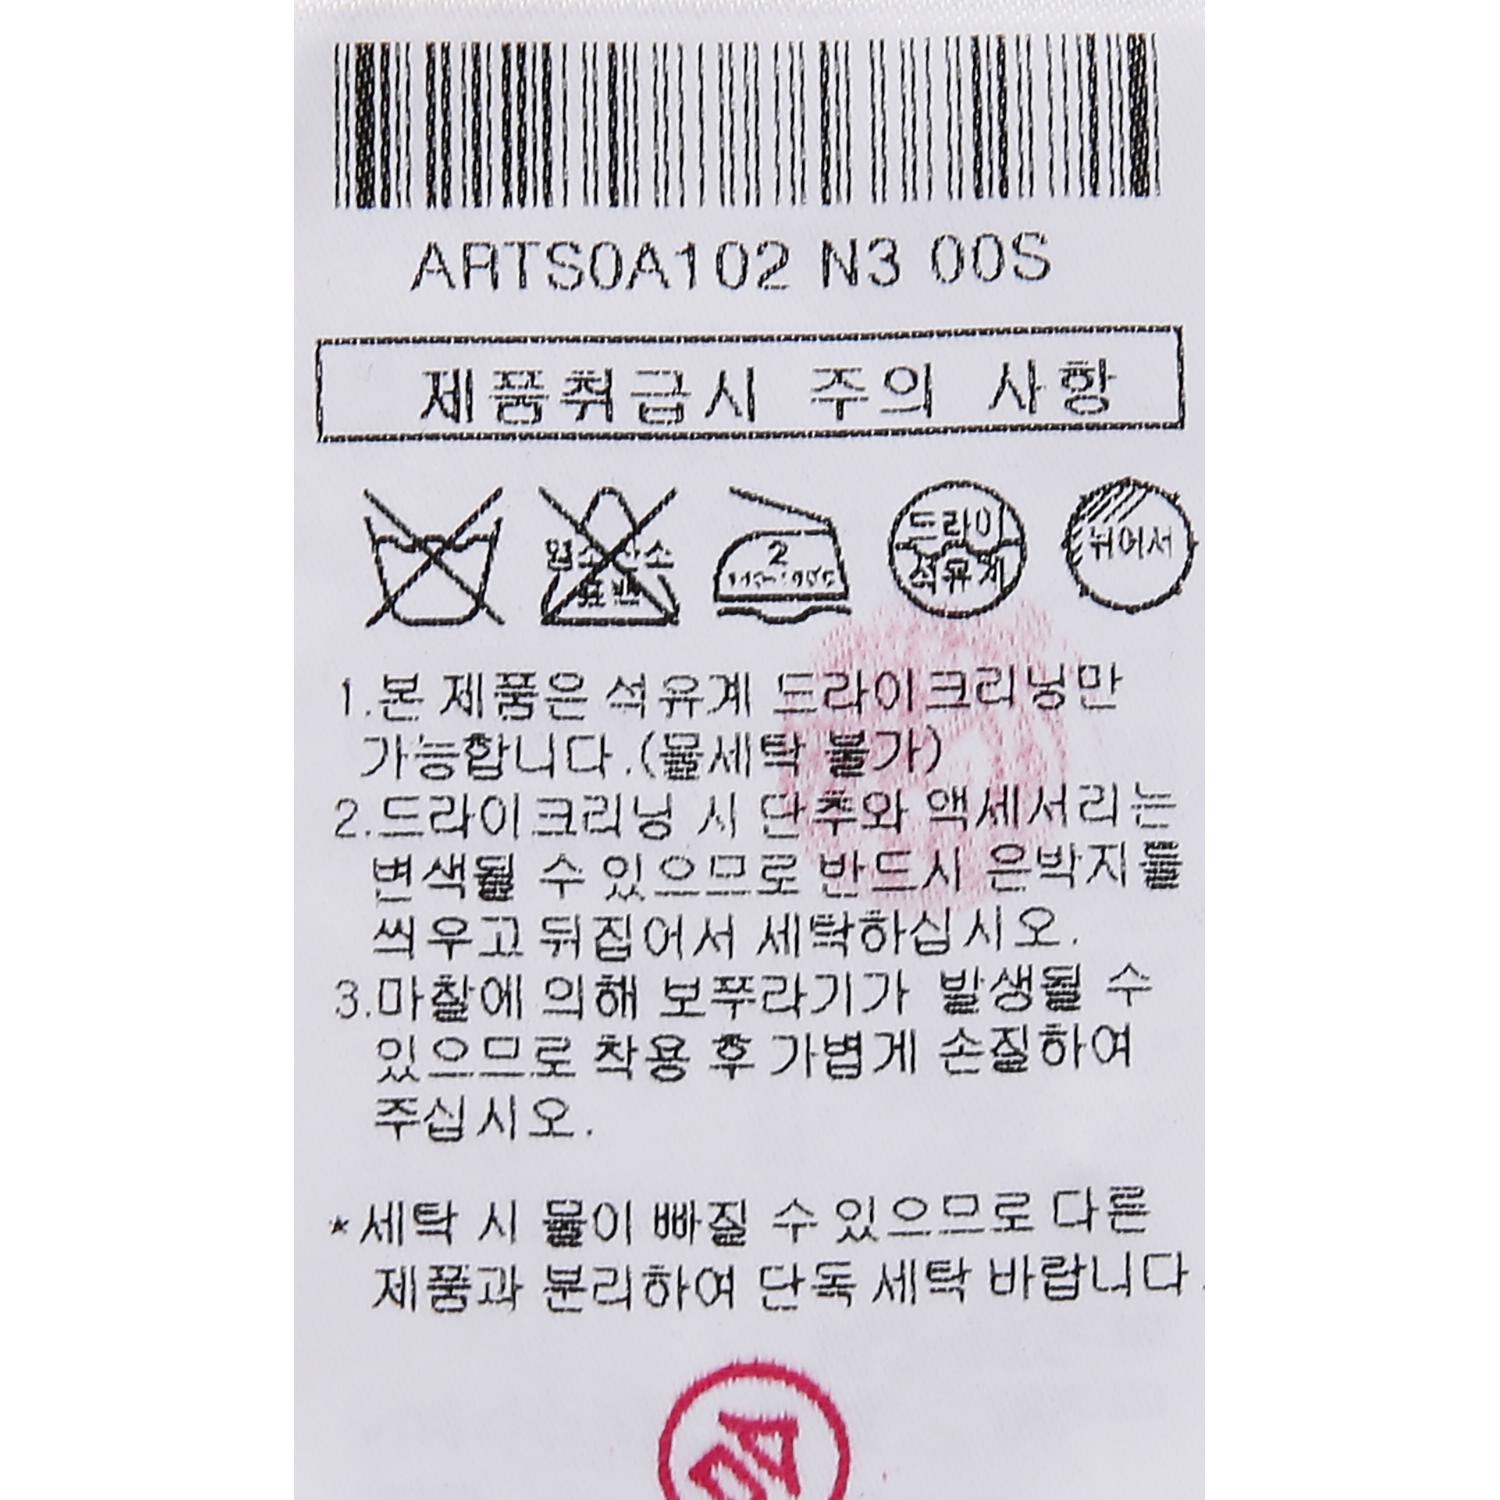 ARTS0A102 N3 00S
제품취급시 주의 사항
염소,산소
표백
2
드라이
석유계
뉘어서
1.본 제품은 석유계 드라이크리닝만
가능합니다.(물세탁 불가)
2.드라이크리닝 시 단추와 액세서리는
변색될 수 있으므로 반드시 은박지를
씌우고 뒤집어서 세탁하십시오.
3.마찰에 의해 보푸라기가 발생될 수
있으므로 착용 후 가볍게 손질하여
주십시오.
*세탁 시 물이 빠질 수 있으므로 다른
제품과 분리하여 단독 세탁 바랍니다.